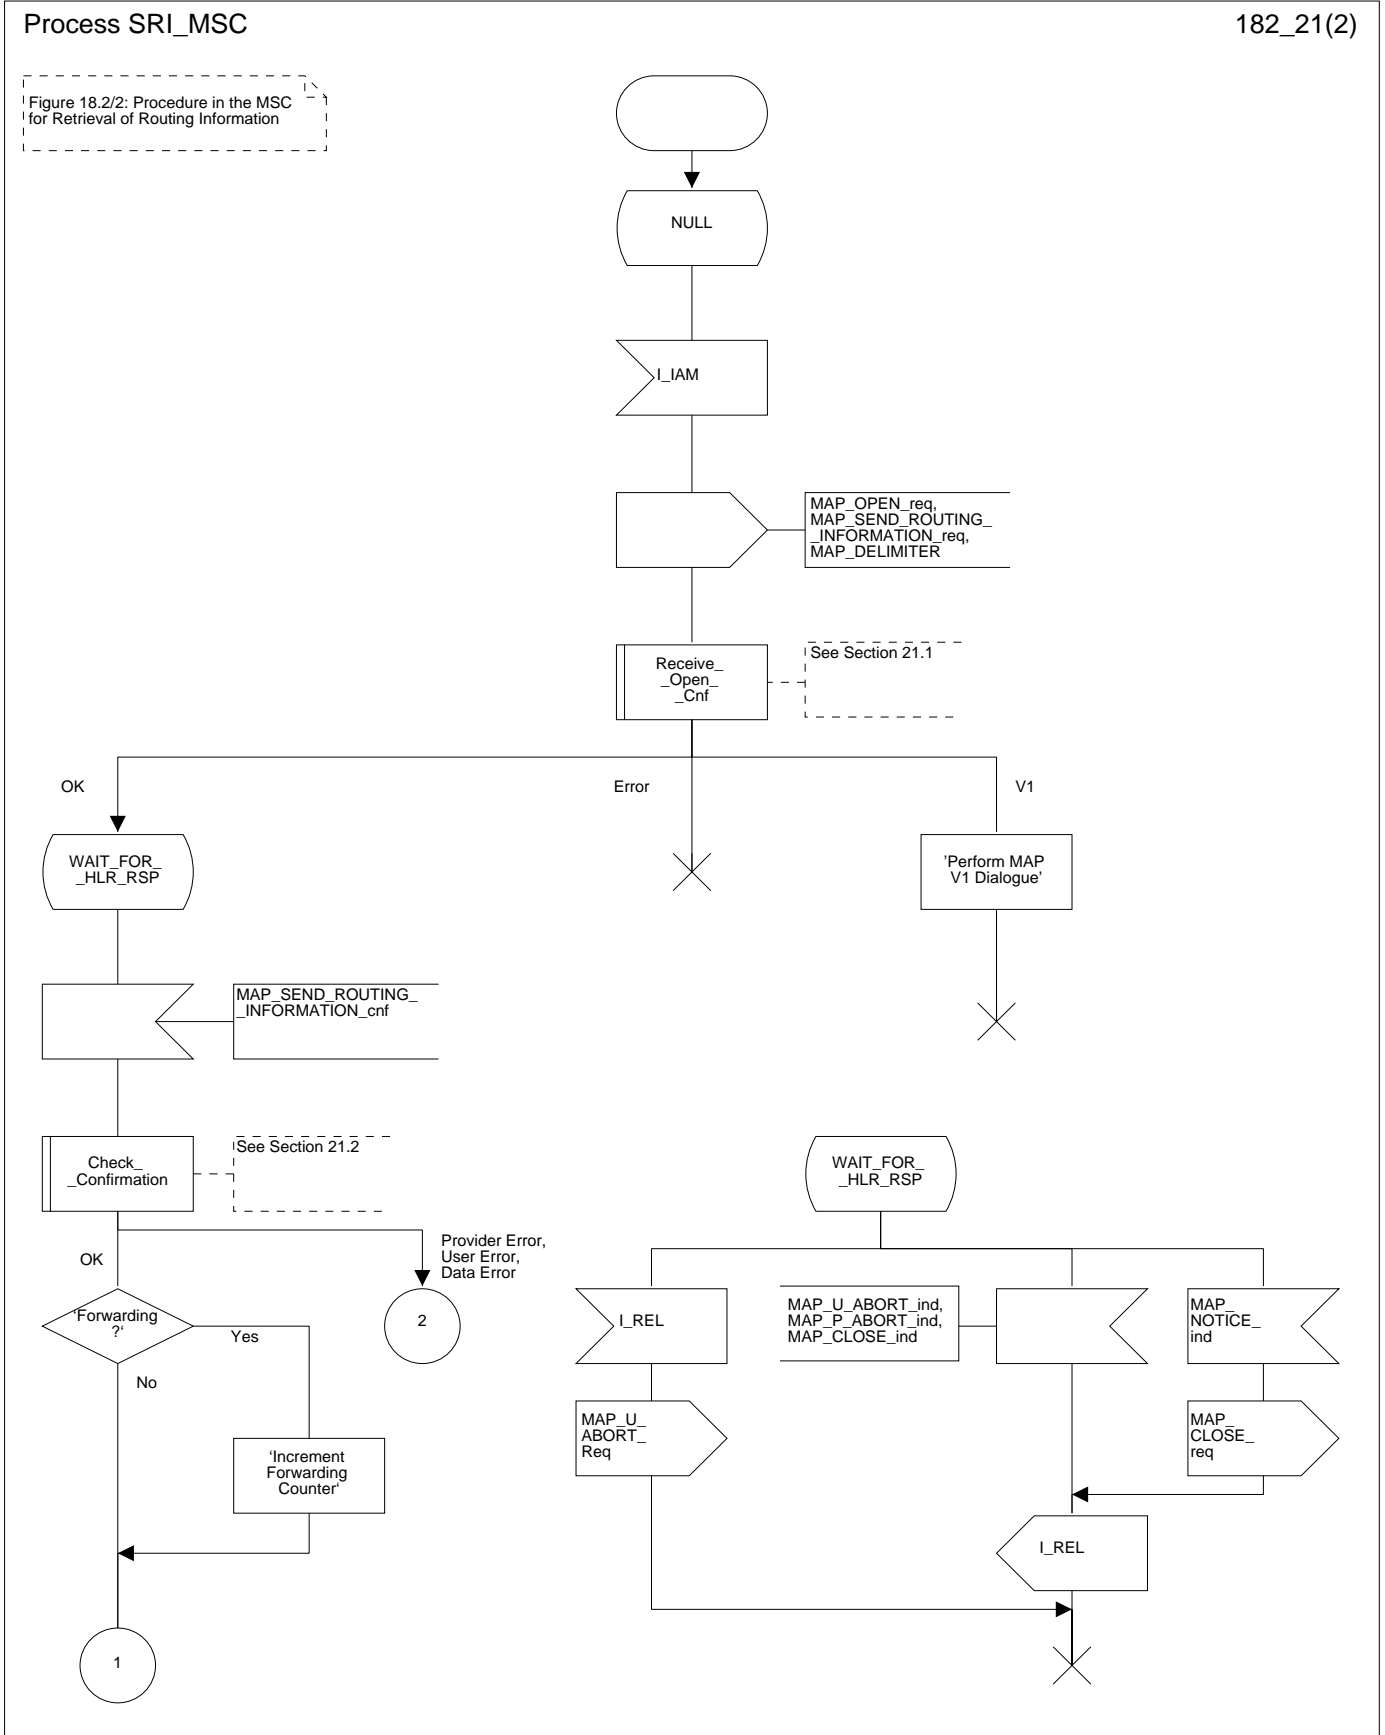 Process SRI_MSC
182_21(2)
Figure 18.2/2: Procedure in the MSC
for Retrieval of Routing Information
NULL
I_IAM
MAP_OPEN_req,
MAP_SEND_ROUTING_
_INFORMATION_req,
MAP_DELIMITER
Receive_
_Open_
_Cnf
See Section 21.1
OK
Error
V1
WAIT_FOR_
_HLR_RSP
'Perform MAP
V1 Dialogue'
MAP_SEND_ROUTING_
_INFORMATION_cnf
Check_
_Confirmation
See Section 21.2
WAIT_FOR_
_HLR_RSP
OK
Provider Error,
User Error,
Data Error
'Forwarding
?'
Yes
No
2
I_REL
MAP_U_ABORT_ind,
MAP_P_ABORT_ind,
MAP_CLOSE_ind
MAP_
NOTICE_
ind
MAP_U_
ABORT_
Req
MAP_
CLOSE_
req
'Increment
Forwarding
Counter'
I_REL
1